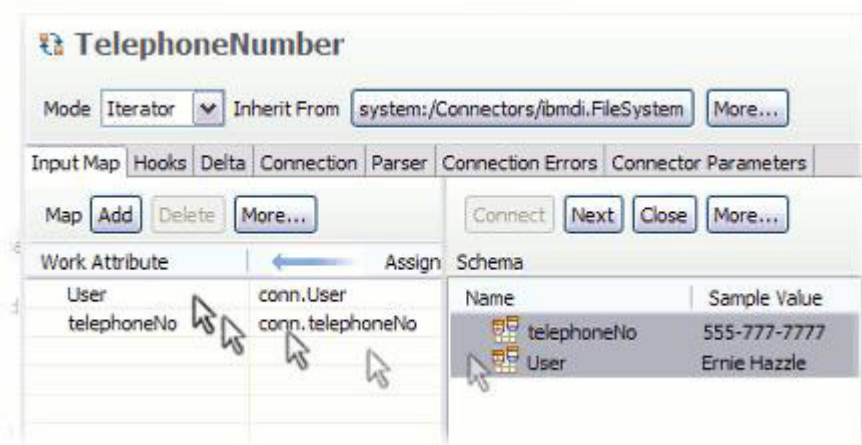 TelephoneNumber
Mode Iterator Inherit From system:/Connectors/ibmdi.FileSystem More...
Input Map Hooks Delta Connection Parser Connection Errors Connector Parameters
Map Add Delete More... Connect Next Close More...
Work Attribute Assign Schema
User conn.User Name Sample Value
telephoneNo conn.telephoneNo telephoneNo 555-777-7777
User Ernie Hazzle